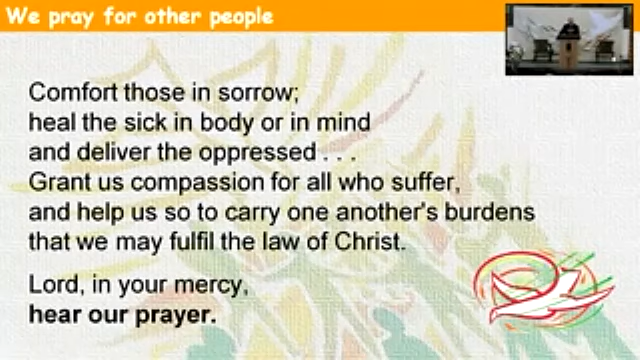 We pray for other people
Comfort those in sorrow;
heal the sick in body or in mind
and deliver the oppressed . . .
Grant us compassion for all who suffer,
and help us so to carry one another's burdens
that we may fulfil the law of Christ.
Lord, in your mercy,
hear our prayer.